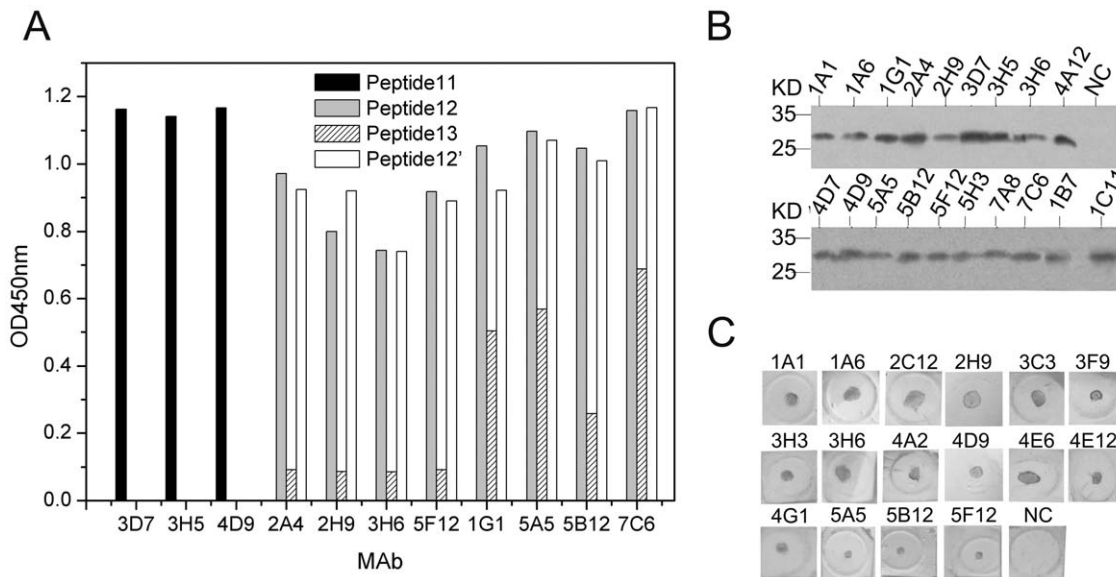 A
Peptide11
Peptide12
Peptide13
Peptide12'
1.2
1.0
0.8
0.6
0.4
0.2
0.0
OD450nm
3D7 3H5 4D9 2A4 2H9 3H6 5F12 1G1 5A5 5B12 7C6
MAb
B
KD 1A1 1A6 1G1 2A4 2H9 3D7 3H5 3H6 4A12 NC
35
25
KD 4D7 4D9 5A5 5B12 5F12 5H3 7A8 7C6 1B7 1C11
35
25
C
1A1 1A6 2C12 2H9 3C3 3F9
3H3 3H6 4A2 4D9 4E6 4E12
4G1 5A5 5B12 5F12 NC